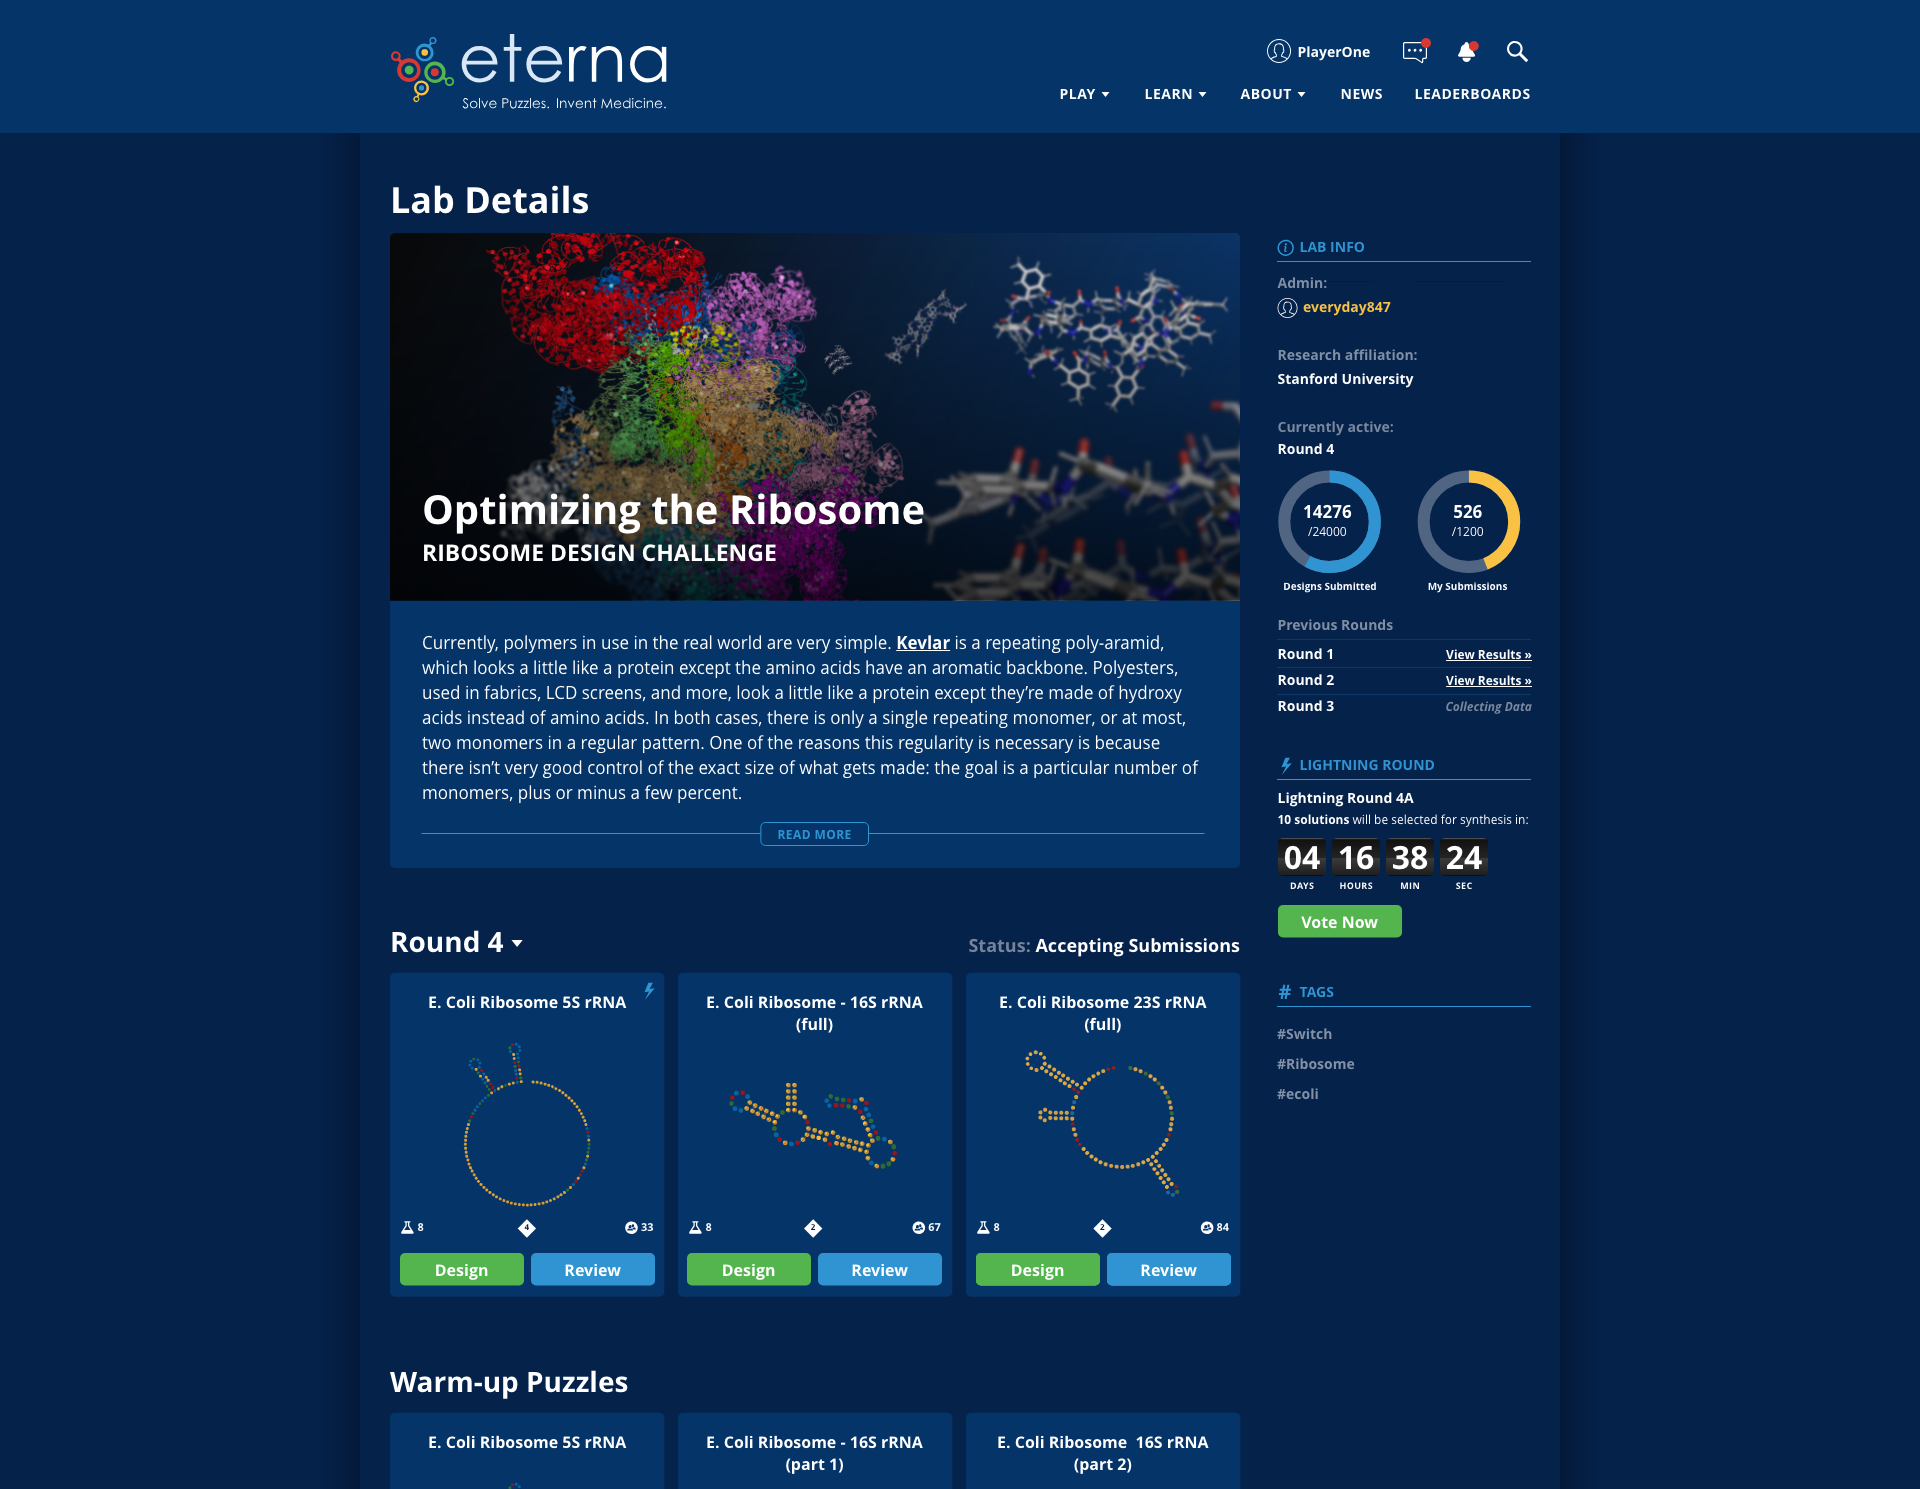 eterna
Solve Puzzles. Invent Medicine.
PlayerOne
PLAY
LEARN
ABOUT
NEWS
LEADERBOARDS
Lab Details
Optimizing the Ribosome
RIBOSOME DESIGN CHALLENGE
Currently, polymers in use in the real world are very simple. Kevlar is a repeating poly-aramid,
which looks a little like a protein except the amino acids have an aromatic backbone. Polyesters,
used in fabrics, LCD screens, and more, look a little like a protein except they’re made of hydroxy
acids instead of amino acids. In both cases, there is only a single repeating monomer, or at most,
two monomers in a regular pattern. One of the reasons this regularity is necessary is because
there isn’t very good control of the exact size of what gets made: the goal is a particular number of
monomers, plus or minus a few percent.
READ MORE
LAB INFO
Admin:
everyday847
Research affiliation:
Stanford University
Currently active:
Round 4
14276
/24000
Designs Submitted
526
/1200
My Submissions
Previous Rounds
Round 1 View Results »
Round 2 View Results »
Round 3 Collecting Data
LIGHTNING ROUND
Lightning Round 4A
10 solutions will be selected for synthesis in:
04 16 38 24
DAYS HOURS MIN SEC
Vote Now
# TAGS
#Switch
#Ribosome
#ecoli
Round 4
Status: Accepting Submissions
E. Coli Ribosome 5S rRNA
8 4 33
Design Review
E. Coli Ribosome - 16S rRNA
(full)
8 2 67
Design Review
E. Coli Ribosome 23S rRNA
(full)
8 2 84
Design Review
Warm-up Puzzles
E. Coli Ribosome 5S rRNA
E. Coli Ribosome - 16S rRNA
(part 1)
E. Coli Ribosome  16S rRNA
(part 2)